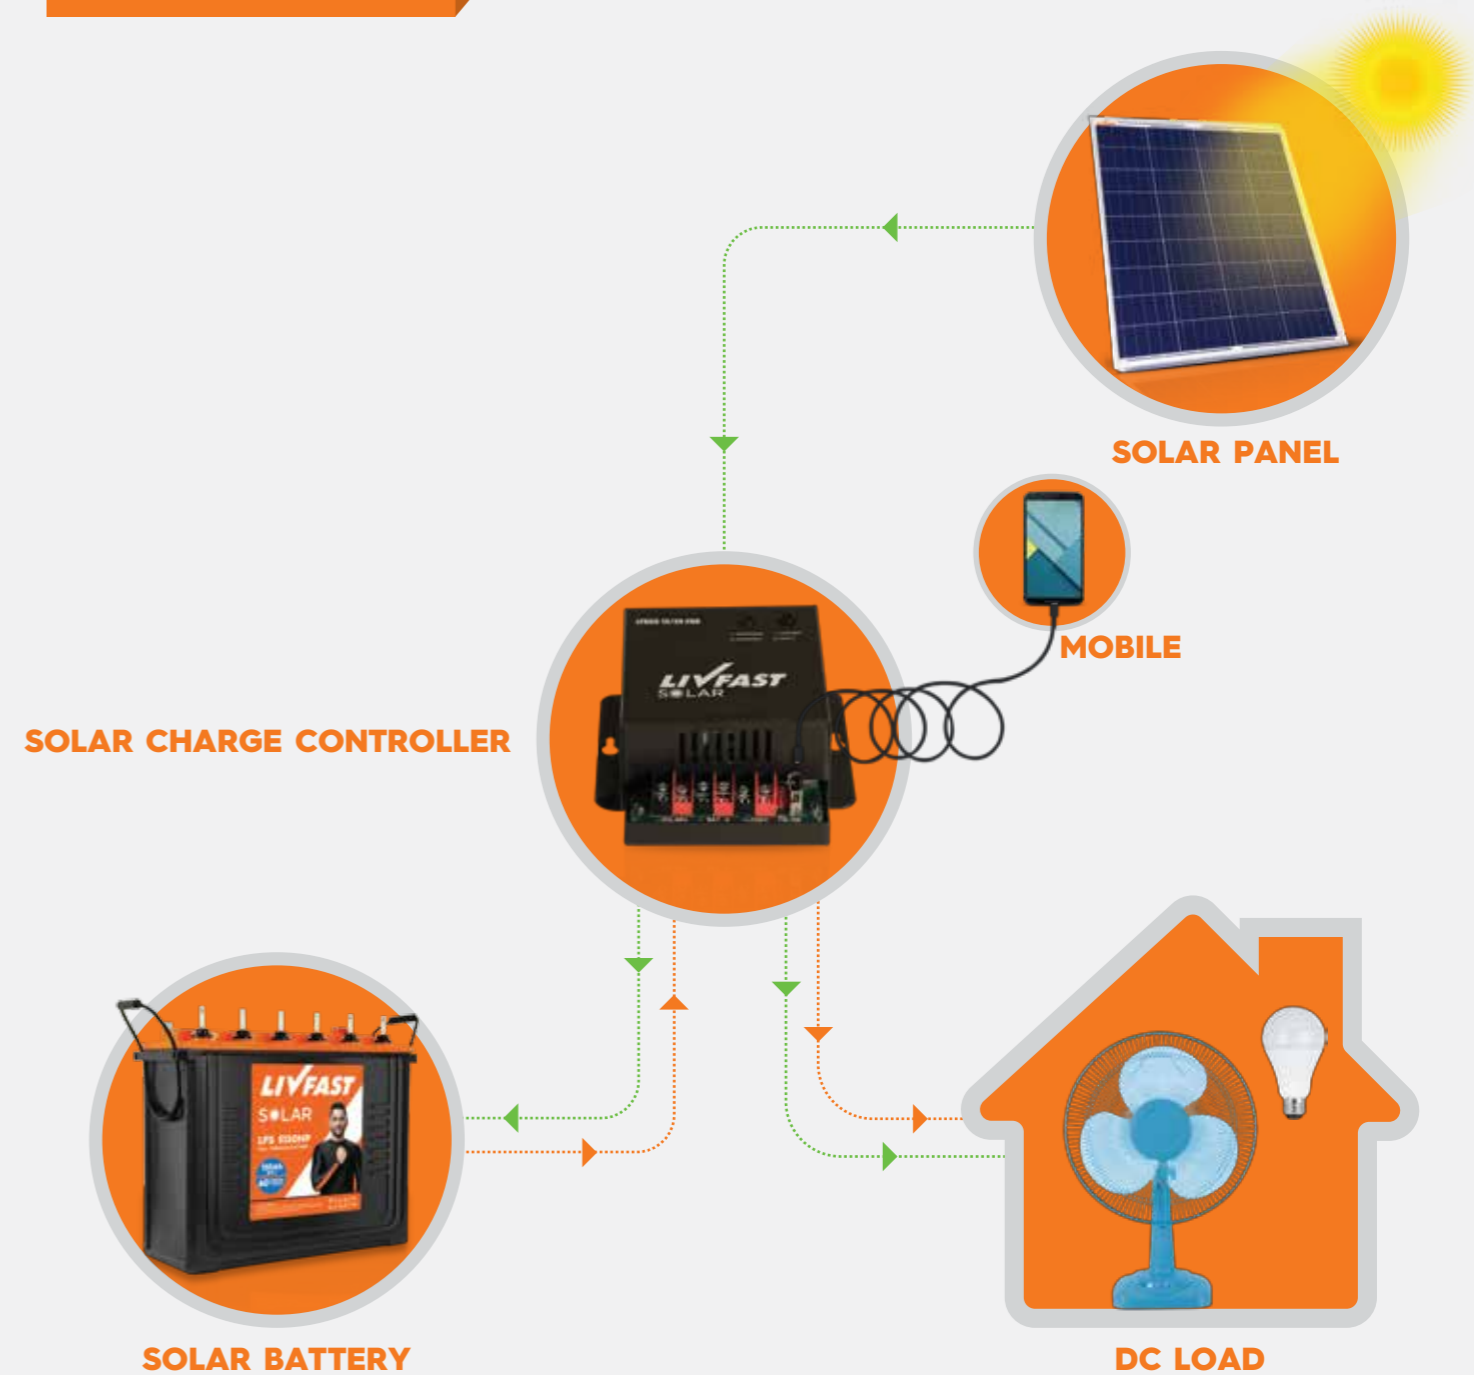 SOLAR PANEL
MOBILE
LIVFAST
SOLAR
SOLAR CHARGE CONTROLLER
LIVFAST
SOLAR
SOLAR BATTERY
DC LOAD